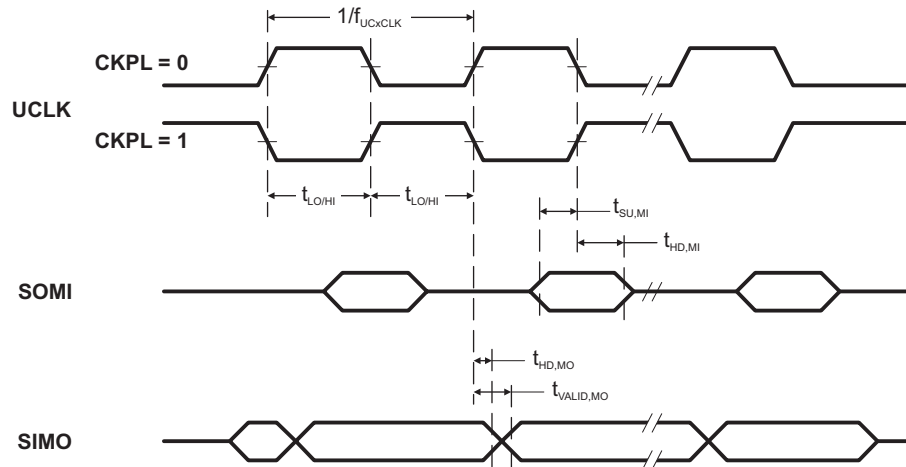 1/fUCxCLK
CKPL = 0
UCLK
CKPL = 1
tLO/HI tLO/HI
tSU,MI
tHD,MI
SOMI
tHD,MO
tVALID,MO
SIMO